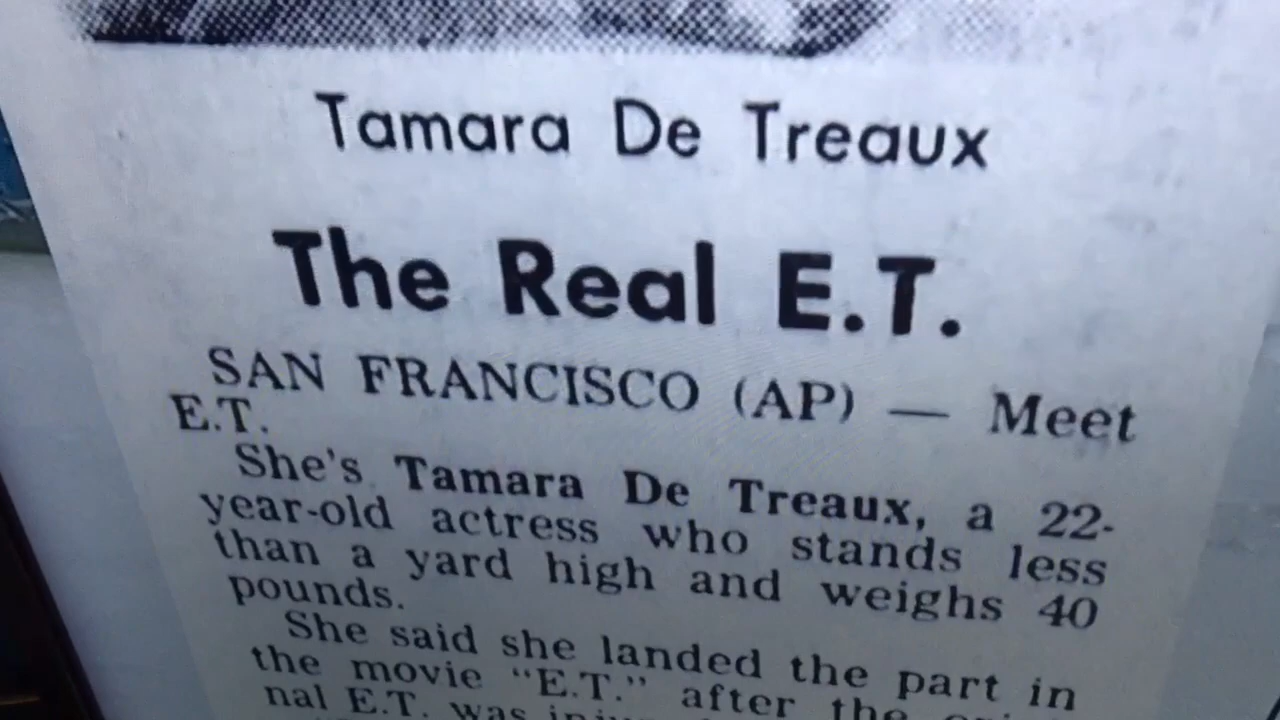 Tamara De Treaux
The Real E.T.
SAN FRANCISCO (AP) — Meet
E.T.
She's Tamara De Treaux, a 22-
year-old actress who stands less
than a yard high and weighs 40
pounds.
She said she landed the part in
the movie "E.T." after the
nal E.T. was